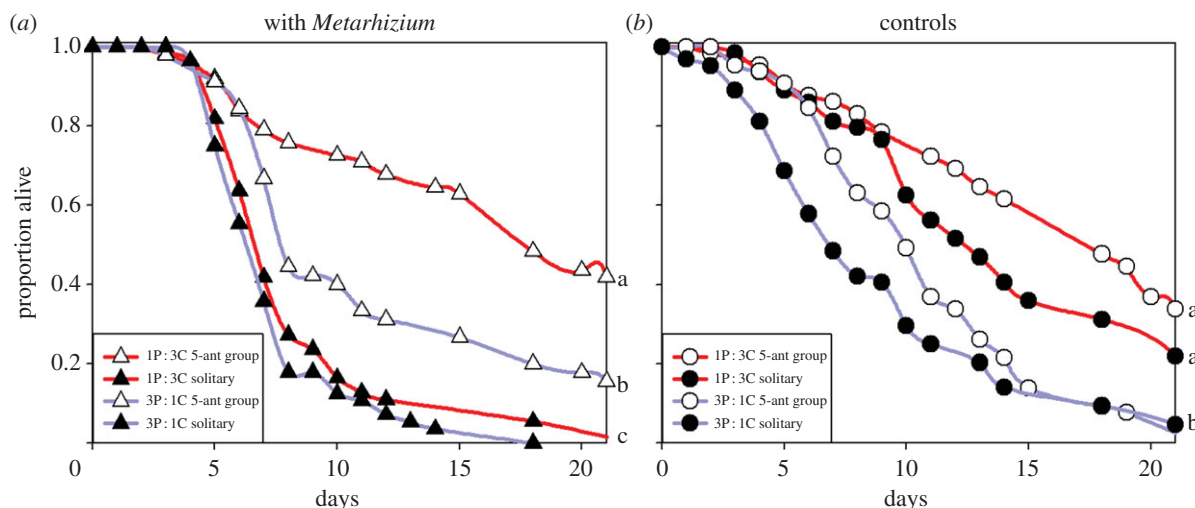 (a) with Metarhizium
1.0
0.8
0.6
0.4
0.2
0 5 10 15 20
proportion alive
days
1P : 3C 5-ant group
1P : 3C solitary
3P : 1C 5-ant group
3P : 1C solitary
a
b
c
(b) controls
0 5 10 15 20
days
1P : 3C 5-ant group
1P : 3C solitary
3P : 1C 5-ant group
3P : 1C solitary
a
a
b